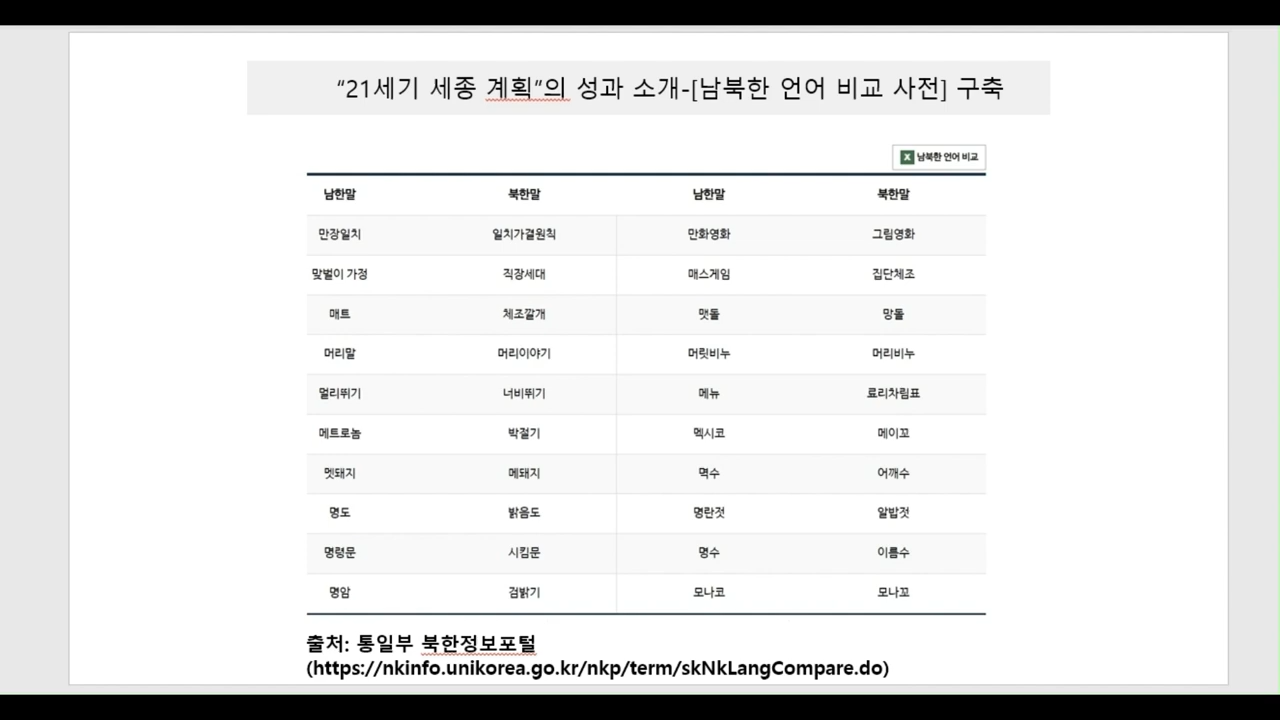 “21세기 세종 계획”의 성과 소개-[남북한 언어 비교 사전] 구축
남북한 언어 비교
남한말 북한말 남한말 북한말
만장일치 일치가결원칙 만화영화 그림영화
맞벌이 가정 직장세대 매스게임 집단체조
매트 체조깔개 맷돌 망돌
머리말 머리이야기 머릿비누 머리비누
멀리뛰기 너비뛰기 메뉴 료리차림표
메트로놈 박절기 멕시코 메이꼬
멧돼지 메돼지 멱수 어깨수
명도 밝음도 명란젓 알밥젓
명령문 시킴문 명수 이름수
명암 검밝기 모나코 모나꼬
출처: 통일부 북한정보포털
(https://nkinfo.unikorea.go.kr/nkp/term/skNkLangCompare.do)